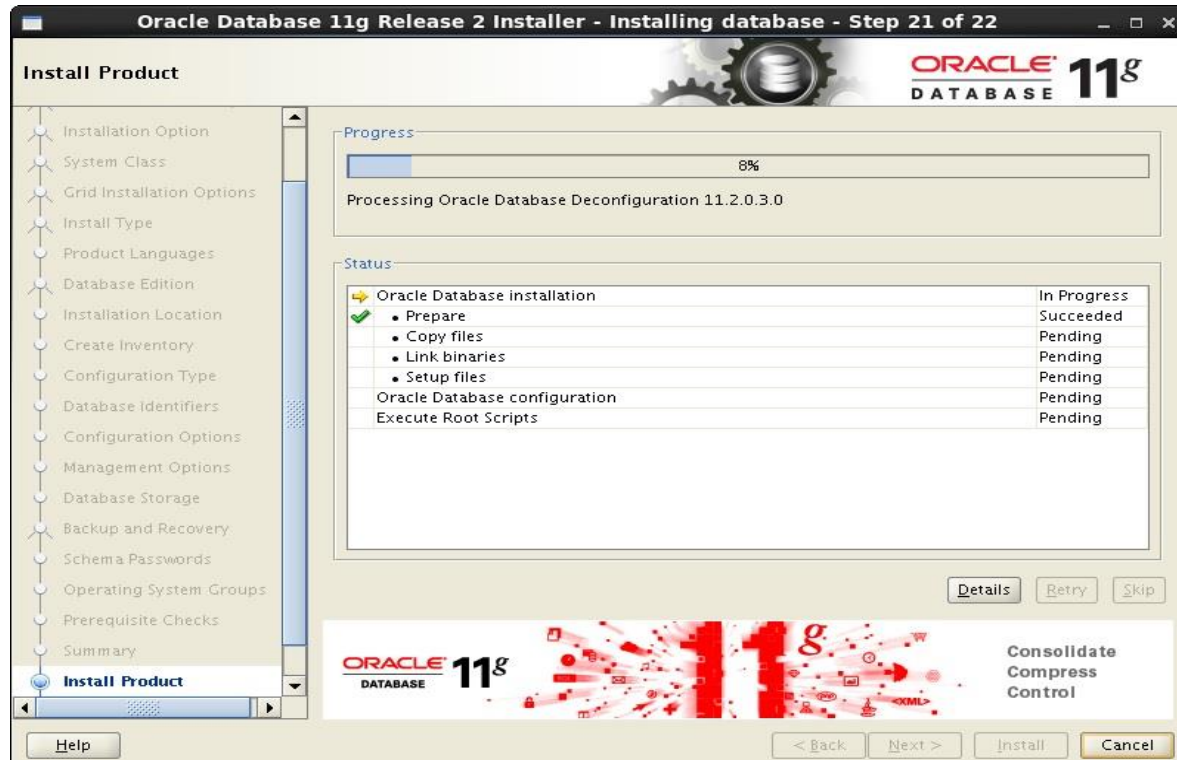 Oracle Database 11g Release 2 Installer - Installing database - Step 21 of 22
Install Product
ORACLE 11g
DATABASE
Installation Option
System Class
Grid Installation Options
Install Type
Product Languages
Database Edition
Installation Location
Create Inventory
Configuration Type
Database Identifiers
Configuration Options
Management Options
Database Storage
Backup and Recovery
Schema Passwords
Operating System Groups
Prerequisite Checks
Summary
Install Product
Progress
8%
Processing Oracle Database Deconfiguration 11.2.0.3.0
Status
Oracle Database installation In Progress
• Prepare Succeeded
• Copy files Pending
• Link binaries Pending
• Setup files Pending
Oracle Database configuration Pending
Execute Root Scripts Pending
Details Retry Skip
ORACLE 11g
DATABASE
11g
<XML>
Consolidate
Compress
Control
Help < Back Next > Install Cancel